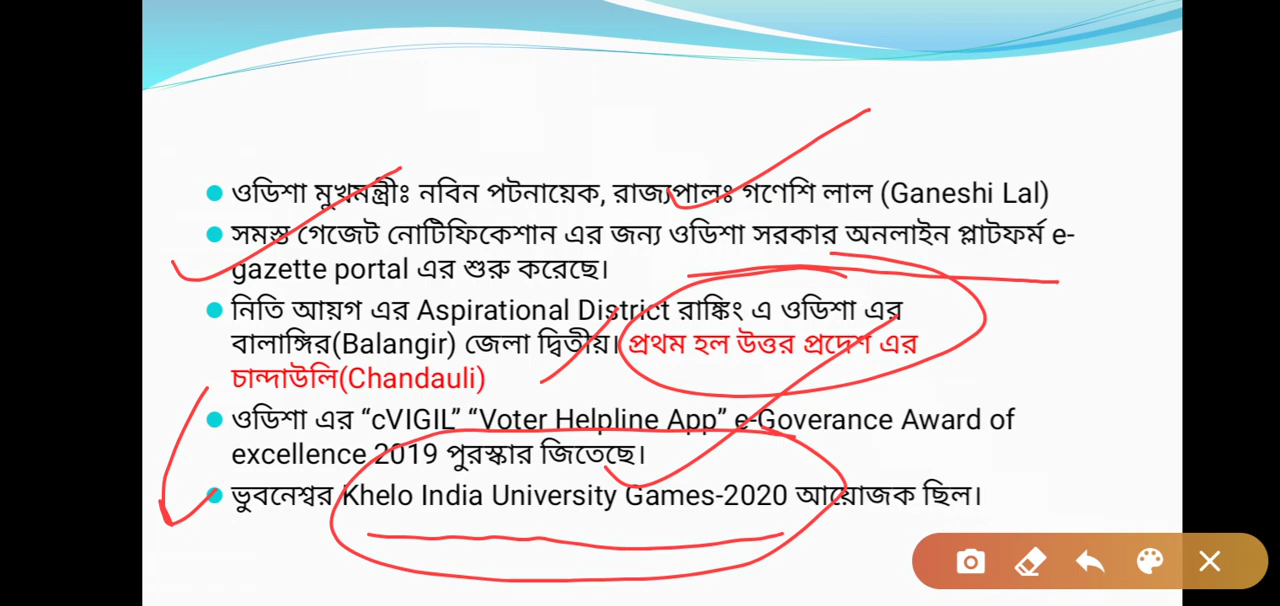 ওডিশা মুখমন্ত্রীঃ নবিন পটনায়েক, রাজ্যপালঃ গণেশি লাল (Ganeshi Lal)
সমস্ত গেজেট নোটিফিকেশান এর জন্য ওডিশা সরকার অনলাইন প্লাটফর্ম e-
gazette portal এর শুরু করেছে।
নিতি আয়গ এর Aspirational District রাঙ্কিং এ ওডিশা এর
বালাঙ্গির(Balangir) জেলা দ্বিতীয়। প্রথম হল উত্তর প্রদেশ এর
চান্দাউলি(Chandauli)
ওডিশা এর “cVIGIL” “Voter Helpline App” e-Goverance Award of
excellence 2019 পুরস্কার জিতেছে।
ভুবনেশ্বর Khelo India University Games-2020 আয়োজক ছিল।